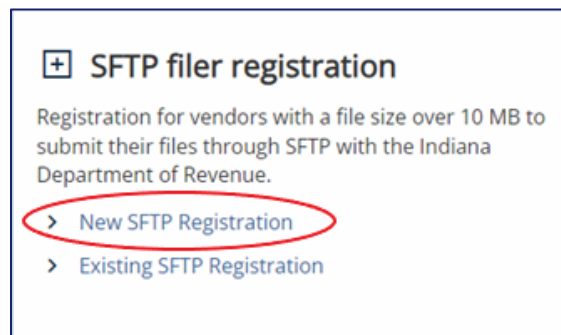 SFTP filer registration
Registration for vendors with a file size over 10 MB to
submit their files through SFTP with the Indiana
Department of Revenue.
New SFTP Registration
Existing SFTP Registration